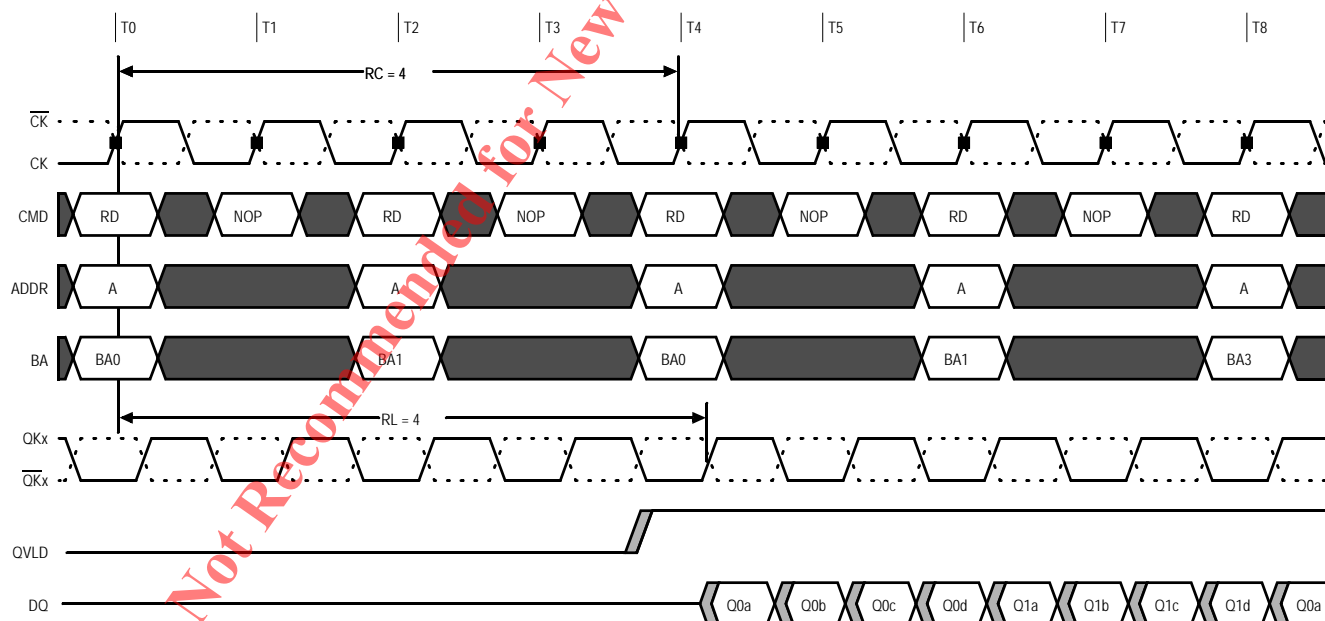 T0 T1 T2 T3 T4 T5 T6 T7 T8
RC = 4
CK
CK
CMD RD NOP RD NOP RD NOP RD NOP RD
ADDR A A A A A
BA BA0 BA1 BA0 BA1 BA3
RL = 4
QKx
QKx
QVLD
DQ Q0a Q0b Q0c Q0d Q1a Q1b Q1c Q1d Q0a
Not Recommended for New